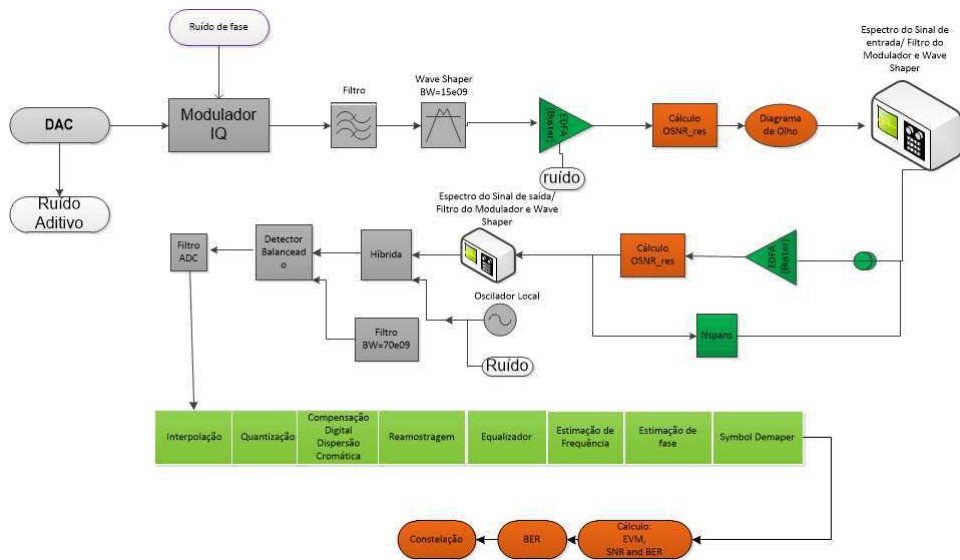 Ruído de fase
Espectro do Sinal de
entrada/ Filtro do
Modulador e Wave
Shaper
Filtro
Wave Shaper
BW=15e09
DAC
Modulador
IQ
EDFA
(Buster)
Cálculo
OSNR_res
Diagrama
de Olho
ruído
Ruído
Aditivo
Espectro do Sinal de saída/
Filtro do Modulador e Wave
Shaper
Filtro
ADC
Detector
Balancead
o
Híbrida
Cálculo
OSNR_res
EDFA
(Buster)
Oscilador Local
Filtro
BW=70e09
Nspans
Ruído
Interpolação
Quantização
Compensação
Digital
Dispersão
Cromática
Reamostragem
Equalizador
Estimação de
Frequência
Estimação de
fase
Symbol Demaper
Constelação
BER
Cálculo:
EVM,
SNR and BER